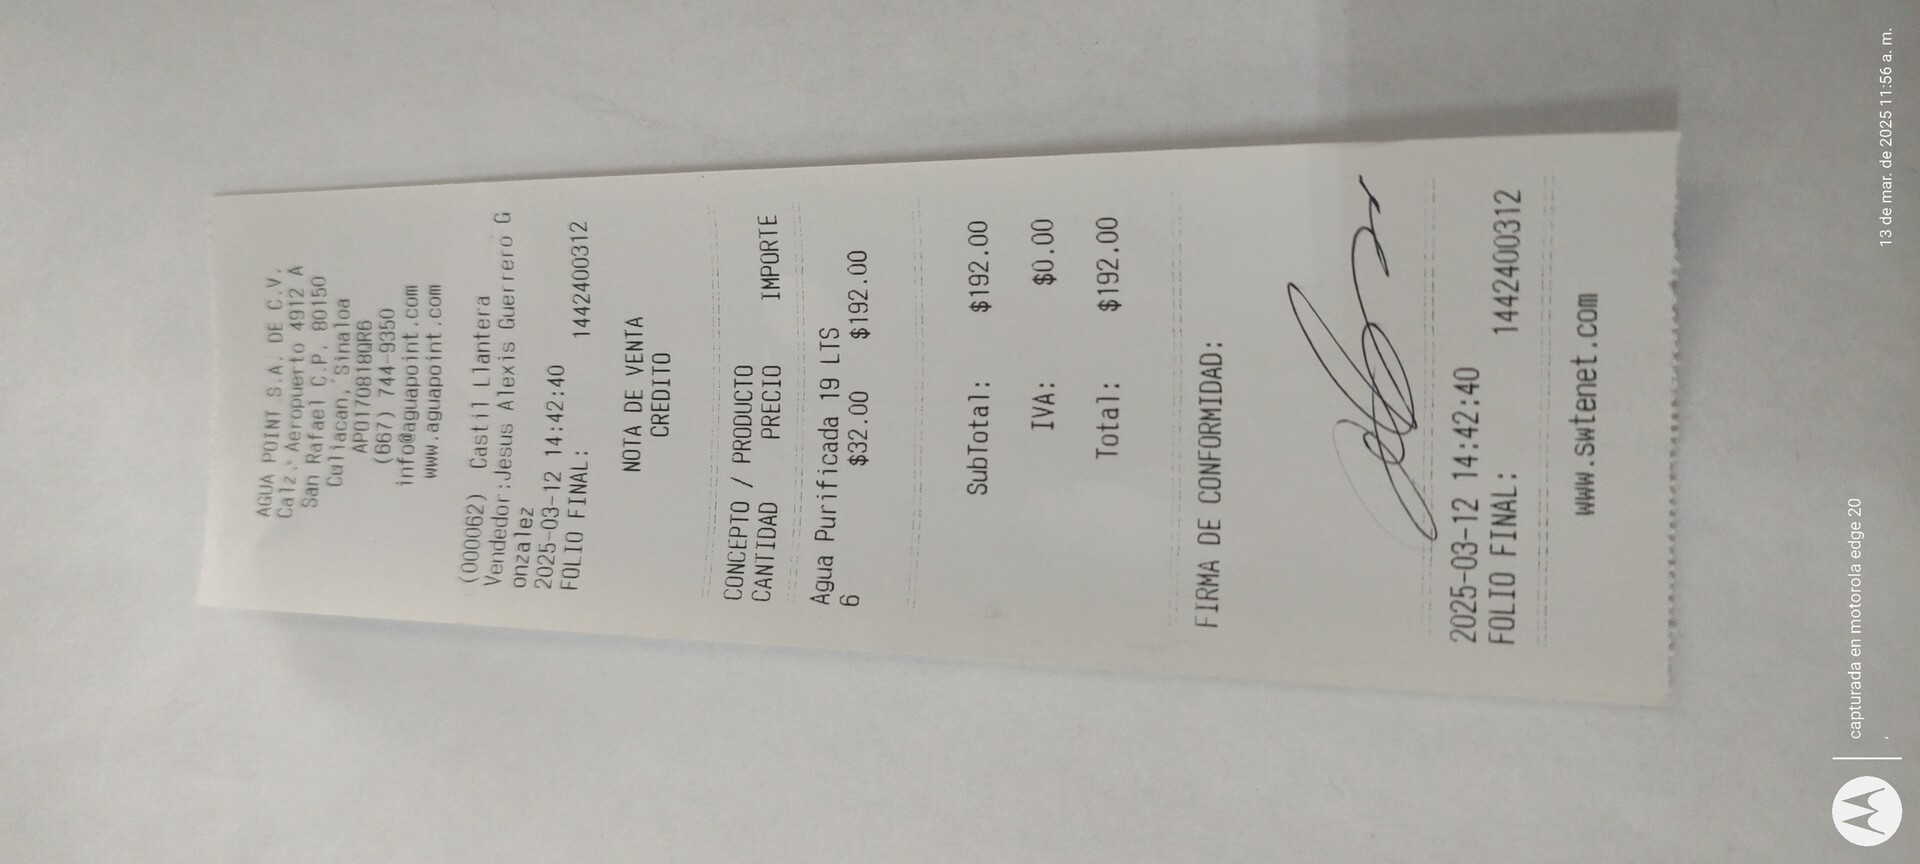 AGUA POINT S.A. DE C.V.
Calz. Aeropuerto 4912 A
San Rafael C.P. 80150
Culiacan, Sinaloa
APO170818QR6
(667) 744-9350
info@aguapoint.com
www.aguapoint.com
(000062) Castil Llantera
Vendedor:Jesus Alexis Guerrero G
onzalez
2025-03-12 14:42:40
FOLIO FINAL: 1442400312
NOTA DE VENTA
CREDITO
CONCEPTO / PRODUCTO
CANTIDAD PRECIO IMPORTE
Agua Purificada 19 LTS
6 $32.00 $192.00
SubTotal: $192.00
IVA: $0.00
Total: $192.00
FIRMA DE CONFORMIDAD:
2025-03-12 14:42:40
FOLIO FINAL: 1442400312
www.swtenet.com
capturada en motorola edge 20
13 de mar. de 2025 11:56 a. m.